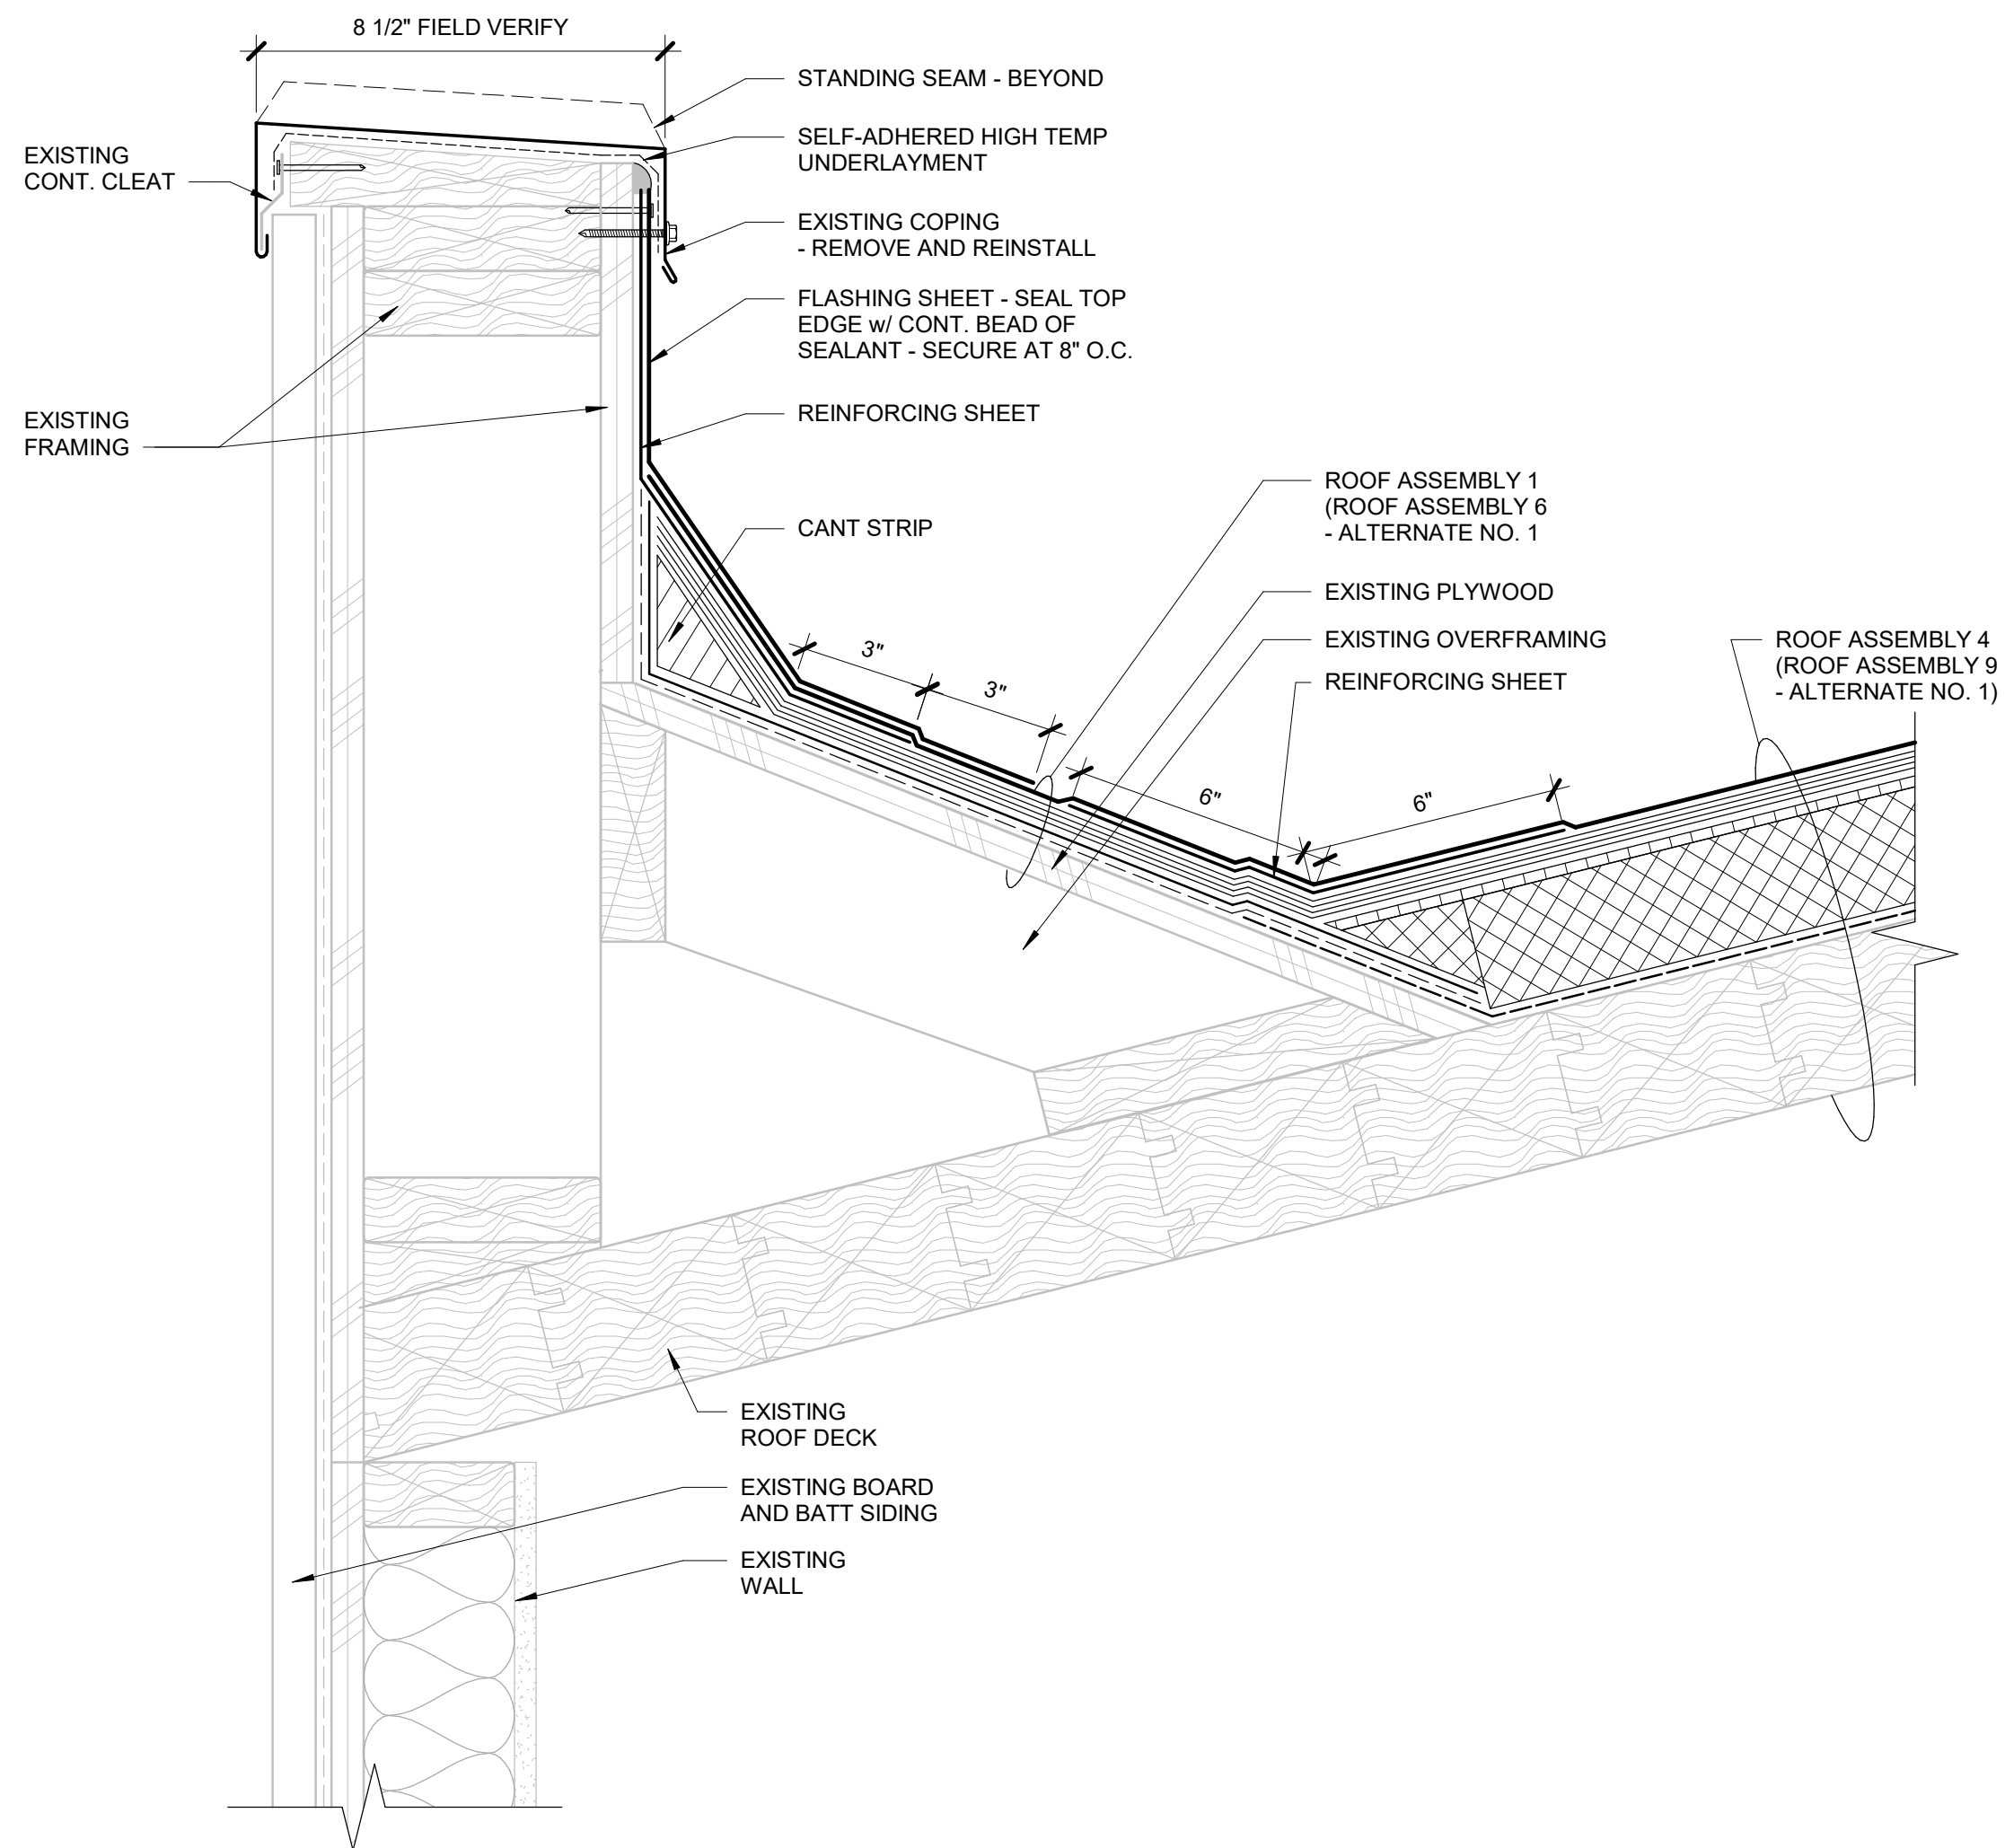 8 1/2" FIELD VERIFY
STANDING SEAM - BEYOND
SELF-ADHERED HIGH TEMP
UNDERLAYMENT
EXISTING
CONT. CLEAT
EXISTING COPING
- REMOVE AND REINSTALL
FLASHING SHEET - SEAL TOP
EDGE w/ CONT. BEAD OF
SEALANT - SECURE AT 8" O.C.
REINFORCING SHEET
EXISTING
FRAMING
CANT STRIP
ROOF ASSEMBLY 1
(ROOF ASSEMBLY 6
- ALTERNATE NO. 1
EXISTING PLYWOOD
EXISTING OVERFRAMING
REINFORCING SHEET
ROOF ASSEMBLY 4
(ROOF ASSEMBLY 9
- ALTERNATE NO. 1)
3"
3"
6"
6"
EXISTING
ROOF DECK
EXISTING BOARD
AND BATT SIDING
EXISTING
WALL